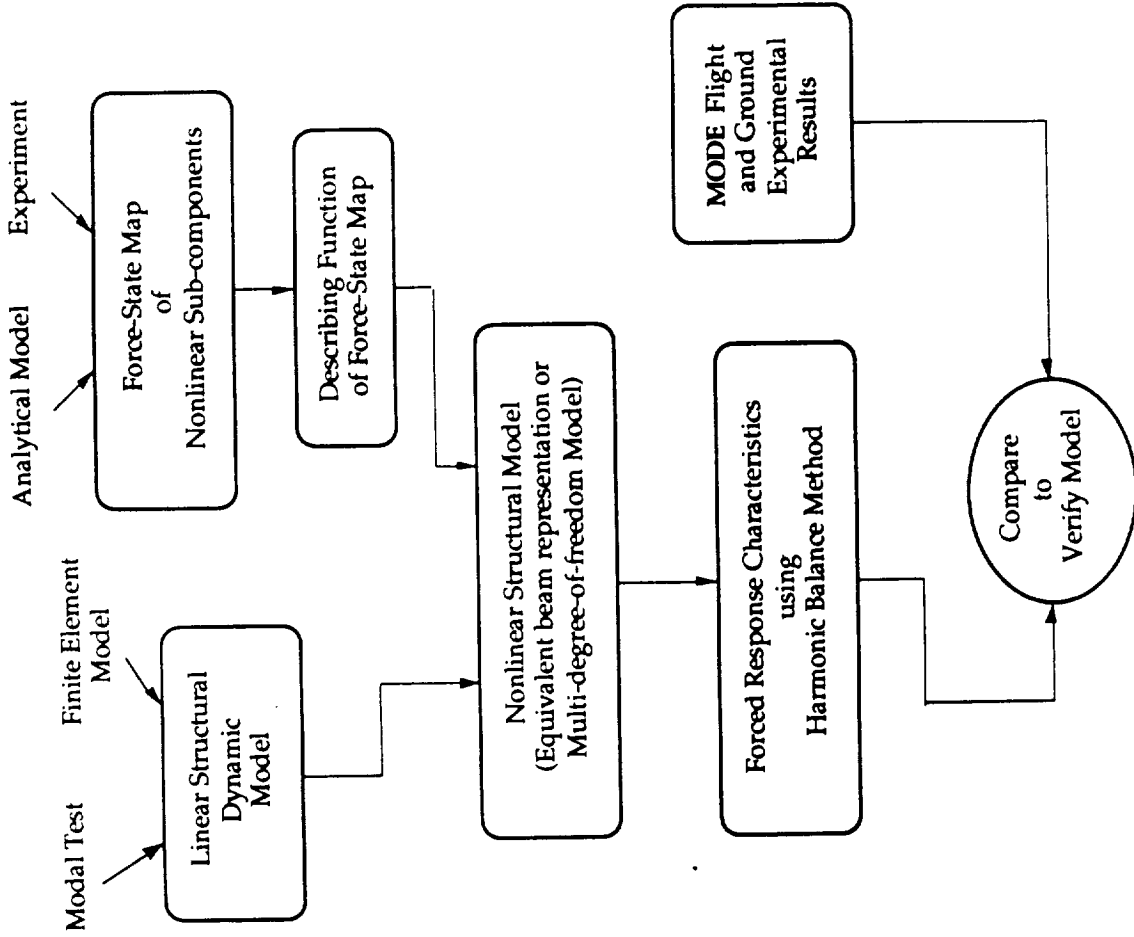 Modal Test
Finite Element
Model
Analytical Model
Experiment
Linear Structural
Dynamic
Model
Force-State Map
of
Nonlinear Sub-components
Describing Function
of Force-State Map
Nonlinear Structural Model
(Equivalent beam representation or
Multi-degree-of-freedom Model)
Forced Response Characteristics
using
Harmonic Balance Method
MODE Flight
and Ground
Experimental
Results
Compare
to
Verify Model